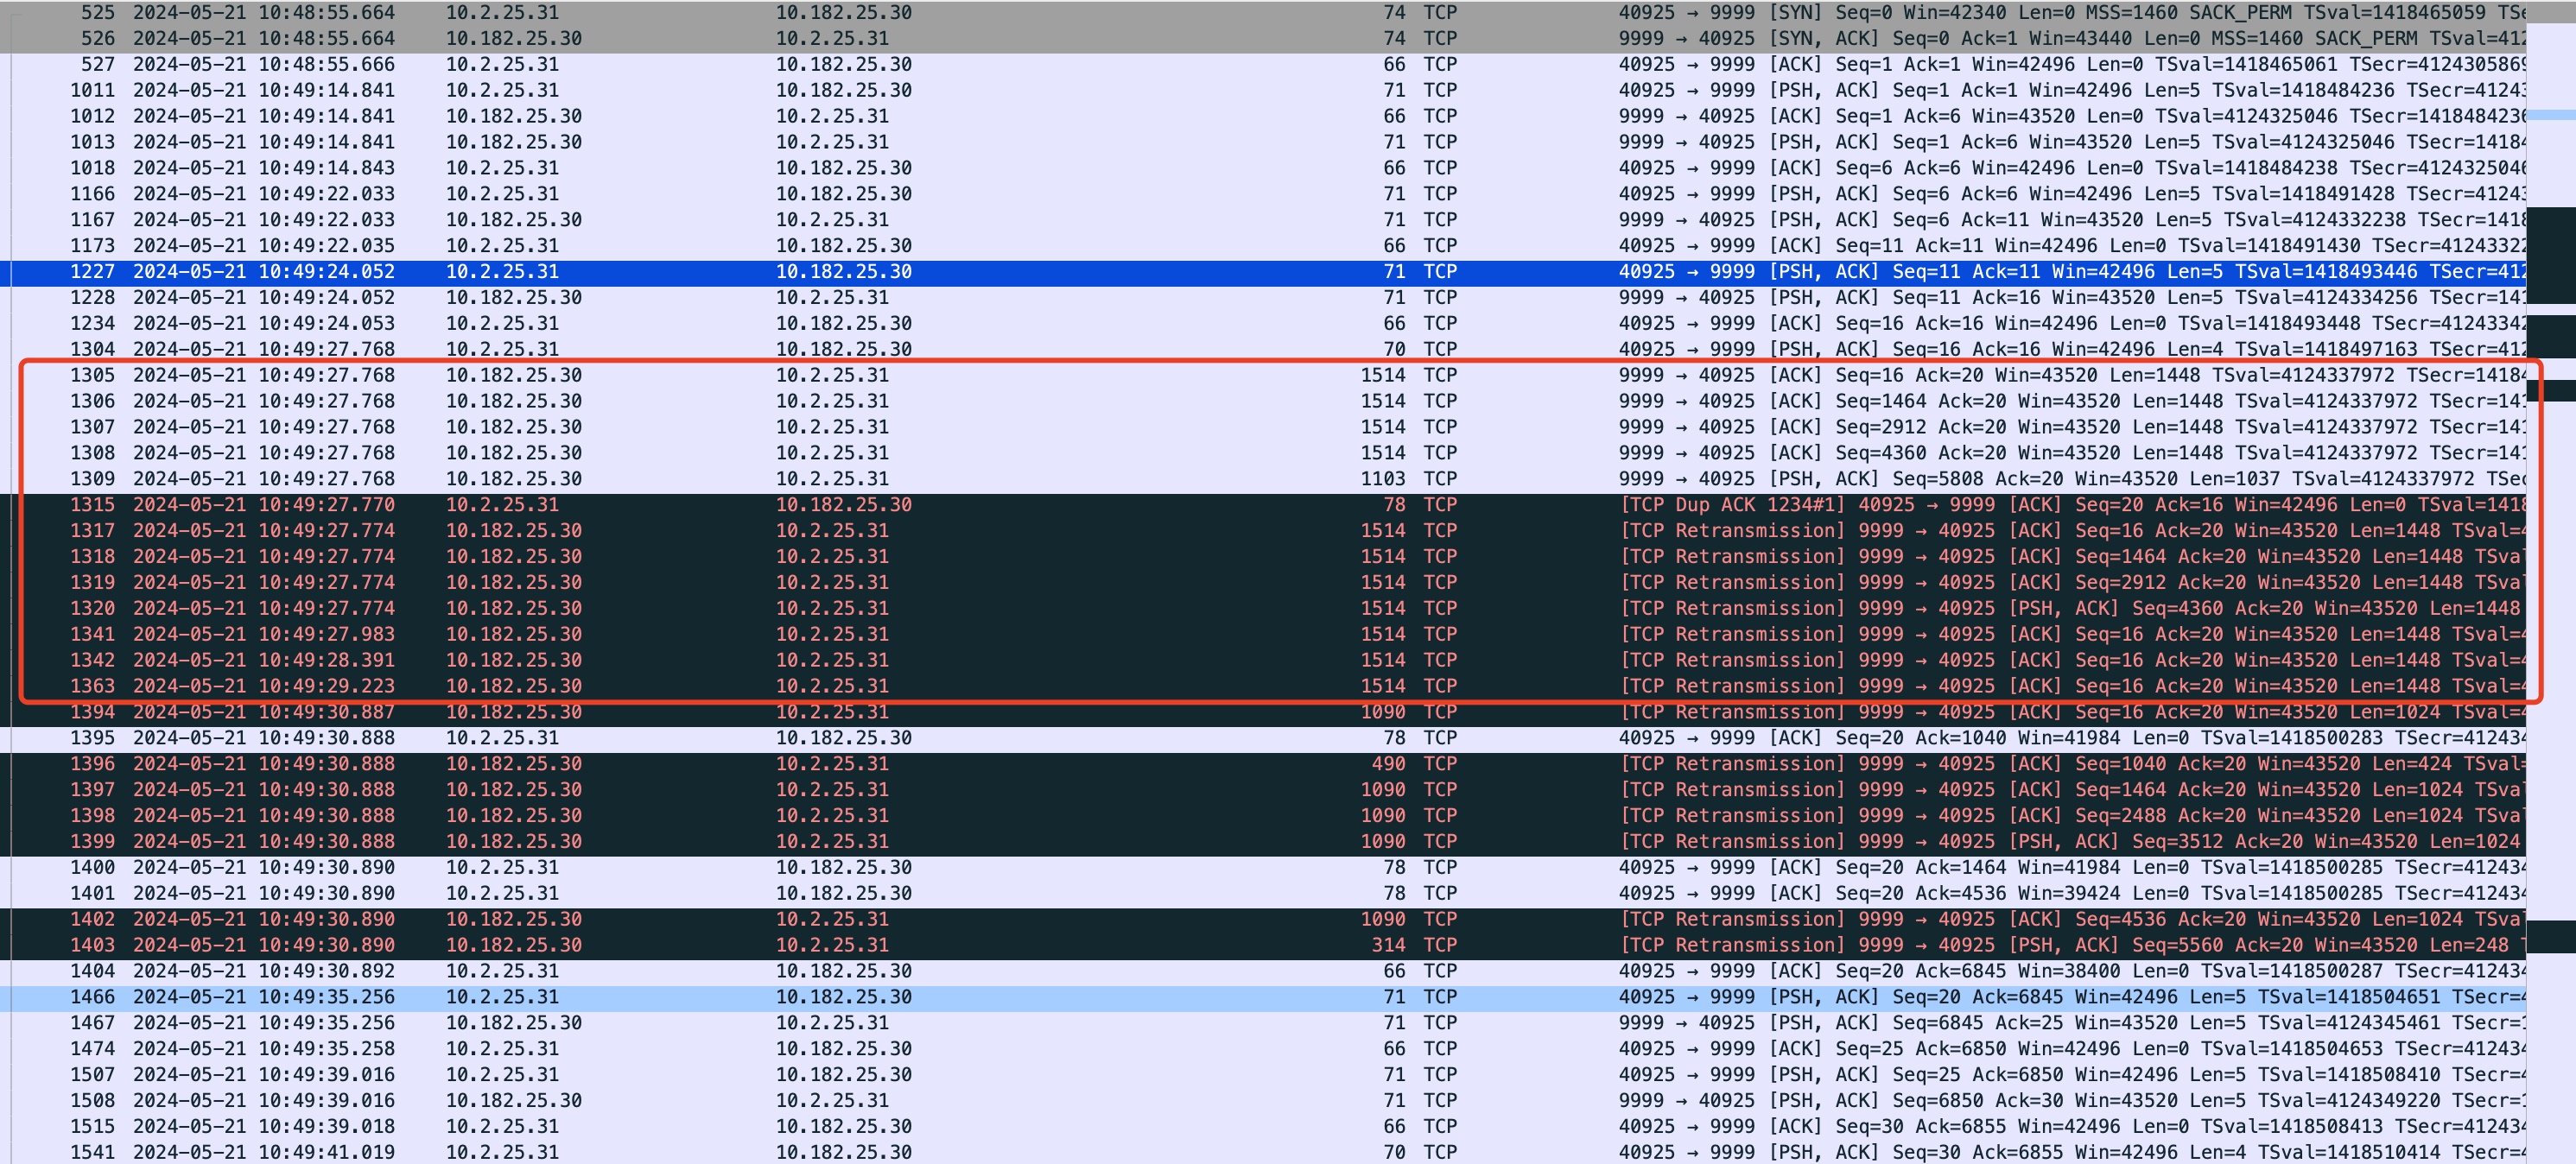 525 2024-05-21 10:48:55.664 10.2.25.31 10.182.25.30 74 TCP 40925 → 9999 [SYN] Seq=0 Win=42340 Len=0 MSS=1460 SACK_PERM TSval=1418465059 TSe
526 2024-05-21 10:48:55.664 10.182.25.30 10.2.25.31 74 TCP 9999 → 40925 [SYN, ACK] Seq=0 Ack=1 Win=43440 Len=0 MSS=1460 SACK_PERM TSval=412
527 2024-05-21 10:48:55.666 10.2.25.31 10.182.25.30 66 TCP 40925 → 9999 [ACK] Seq=1 Ack=1 Win=42496 Len=0 TSval=1418465061 TSecr=4124305869
1011 2024-05-21 10:49:14.841 10.2.25.31 10.182.25.30 71 TCP 40925 → 9999 [PSH, ACK] Seq=1 Ack=1 Win=42496 Len=5 TSval=1418484236 TSecr=41243
1012 2024-05-21 10:49:14.841 10.182.25.30 10.2.25.31 66 TCP 9999 → 40925 [ACK] Seq=1 Ack=6 Win=43520 Len=0 TSval=4124325046 TSecr=1418484236
1013 2024-05-21 10:49:14.841 10.182.25.30 10.2.25.31 71 TCP 9999 → 40925 [PSH, ACK] Seq=1 Ack=6 Win=43520 Len=5 TSval=4124325046 TSecr=14184
1018 2024-05-21 10:49:14.843 10.2.25.31 10.182.25.30 66 TCP 40925 → 9999 [ACK] Seq=6 Ack=6 Win=42496 Len=0 TSval=1418484238 TSecr=4124325046
1166 2024-05-21 10:49:22.033 10.2.25.31 10.182.25.30 71 TCP 40925 → 9999 [PSH, ACK] Seq=6 Ack=6 Win=42496 Len=5 TSval=1418491428 TSecr=41243
1167 2024-05-21 10:49:22.033 10.182.25.30 10.2.25.31 71 TCP 9999 → 40925 [PSH, ACK] Seq=6 Ack=11 Win=43520 Len=5 TSval=4124332238 TSecr=1418
1173 2024-05-21 10:49:22.035 10.2.25.31 10.182.25.30 66 TCP 40925 → 9999 [ACK] Seq=11 Ack=11 Win=42496 Len=0 TSval=1418491430 TSecr=41243322
1227 2024-05-21 10:49:24.052 10.2.25.31 10.182.25.30 71 TCP 40925 → 9999 [PSH, ACK] Seq=11 Ack=11 Win=42496 Len=5 TSval=1418493446 TSecr=412
1228 2024-05-21 10:49:24.052 10.182.25.30 10.2.25.31 71 TCP 9999 → 40925 [PSH, ACK] Seq=11 Ack=16 Win=43520 Len=5 TSval=4124334256 TSecr=141
1234 2024-05-21 10:49:24.053 10.2.25.31 10.182.25.30 66 TCP 40925 → 9999 [ACK] Seq=16 Ack=16 Win=42496 Len=0 TSval=1418493448 TSecr=41243342
1304 2024-05-21 10:49:27.768 10.2.25.31 10.182.25.30 70 TCP 40925 → 9999 [PSH, ACK] Seq=16 Ack=16 Win=42496 Len=4 TSval=1418497163 TSecr=412
1305 2024-05-21 10:49:27.768 10.182.25.30 10.2.25.31 1514 TCP 9999 → 40925 [ACK] Seq=16 Ack=20 Win=43520 Len=1448 TSval=4124337972 TSecr=14184
1306 2024-05-21 10:49:27.768 10.182.25.30 10.2.25.31 1514 TCP 9999 → 40925 [ACK] Seq=1464 Ack=20 Win=43520 Len=1448 TSval=4124337972 TSecr=141
1307 2024-05-21 10:49:27.768 10.182.25.30 10.2.25.31 1514 TCP 9999 → 40925 [ACK] Seq=2912 Ack=20 Win=43520 Len=1448 TSval=4124337972 TSecr=141
1308 2024-05-21 10:49:27.768 10.182.25.30 10.2.25.31 1514 TCP 9999 → 40925 [ACK] Seq=4360 Ack=20 Win=43520 Len=1448 TSval=4124337972 TSecr=141
1309 2024-05-21 10:49:27.768 10.182.25.30 10.2.25.31 1103 TCP 9999 → 40925 [PSH, ACK] Seq=5808 Ack=20 Win=43520 Len=1037 TSval=4124337972 TSec
1315 2024-05-21 10:49:27.770 10.2.25.31 10.182.25.30 78 TCP [TCP Dup ACK 1234#1] 40925 → 9999 [ACK] Seq=20 Ack=16 Win=42496 Len=0 TSval=1418
1317 2024-05-21 10:49:27.774 10.182.25.30 10.2.25.31 1514 TCP [TCP Retransmission] 9999 → 40925 [ACK] Seq=16 Ack=20 Win=43520 Len=1448 TSval=4
1318 2024-05-21 10:49:27.774 10.182.25.30 10.2.25.31 1514 TCP [TCP Retransmission] 9999 → 40925 [ACK] Seq=1464 Ack=20 Win=43520 Len=1448 TSval
1319 2024-05-21 10:49:27.774 10.182.25.30 10.2.25.31 1514 TCP [TCP Retransmission] 9999 → 40925 [ACK] Seq=2912 Ack=20 Win=43520 Len=1448 TSval
1320 2024-05-21 10:49:27.774 10.182.25.30 10.2.25.31 1514 TCP [TCP Retransmission] 9999 → 40925 [PSH, ACK] Seq=4360 Ack=20 Win=43520 Len=1448
1341 2024-05-21 10:49:27.983 10.182.25.30 10.2.25.31 1514 TCP [TCP Retransmission] 9999 → 40925 [ACK] Seq=16 Ack=20 Win=43520 Len=1448 TSval=4
1342 2024-05-21 10:49:28.391 10.182.25.30 10.2.25.31 1514 TCP [TCP Retransmission] 9999 → 40925 [ACK] Seq=16 Ack=20 Win=43520 Len=1448 TSval=4
1363 2024-05-21 10:49:29.223 10.182.25.30 10.2.25.31 1514 TCP [TCP Retransmission] 9999 → 40925 [ACK] Seq=16 Ack=20 Win=43520 Len=1448 TSval=4
1394 2024-05-21 10:49:30.887 10.182.25.30 10.2.25.31 1090 TCP [TCP Retransmission] 9999 → 40925 [ACK] Seq=16 Ack=20 Win=43520 Len=1024 TSval=4
1395 2024-05-21 10:49:30.888 10.2.25.31 10.182.25.30 78 TCP 40925 → 9999 [ACK] Seq=20 Ack=1040 Win=41984 Len=0 TSval=1418500283 TSecr=412434
1396 2024-05-21 10:49:30.888 10.182.25.30 10.2.25.31 490 TCP [TCP Retransmission] 9999 → 40925 [ACK] Seq=1040 Ack=20 Win=43520 Len=424 TSval=
1397 2024-05-21 10:49:30.888 10.182.25.30 10.2.25.31 1090 TCP [TCP Retransmission] 9999 → 40925 [ACK] Seq=1464 Ack=20 Win=43520 Len=1024 TSval
1398 2024-05-21 10:49:30.888 10.182.25.30 10.2.25.31 1090 TCP [TCP Retransmission] 9999 → 40925 [ACK] Seq=2488 Ack=20 Win=43520 Len=1024 TSval
1399 2024-05-21 10:49:30.888 10.182.25.30 10.2.25.31 1090 TCP [TCP Retransmission] 9999 → 40925 [PSH, ACK] Seq=3512 Ack=20 Win=43520 Len=1024
1400 2024-05-21 10:49:30.890 10.2.25.31 10.182.25.30 78 TCP 40925 → 9999 [ACK] Seq=20 Ack=1464 Win=41984 Len=0 TSval=1418500285 TSecr=412434
1401 2024-05-21 10:49:30.890 10.2.25.31 10.182.25.30 78 TCP 40925 → 9999 [ACK] Seq=20 Ack=4536 Win=39424 Len=0 TSval=1418500285 TSecr=412434
1402 2024-05-21 10:49:30.890 10.182.25.30 10.2.25.31 1090 TCP [TCP Retransmission] 9999 → 40925 [ACK] Seq=4536 Ack=20 Win=43520 Len=1024 TSval
1403 2024-05-21 10:49:30.890 10.182.25.30 10.2.25.31 314 TCP [TCP Retransmission] 9999 → 40925 [PSH, ACK] Seq=5560 Ack=20 Win=43520 Len=248 T
1404 2024-05-21 10:49:30.892 10.2.25.31 10.182.25.30 66 TCP 40925 → 9999 [ACK] Seq=20 Ack=6845 Win=38400 Len=0 TSval=1418500287 TSecr=412434
1466 2024-05-21 10:49:35.256 10.2.25.31 10.182.25.30 71 TCP 40925 → 9999 [PSH, ACK] Seq=20 Ack=6845 Win=42496 Len=5 TSval=1418504651 TSecr=4
1467 2024-05-21 10:49:35.256 10.182.25.30 10.2.25.31 71 TCP 9999 → 40925 [PSH, ACK] Seq=6845 Ack=25 Win=43520 Len=5 TSval=4124345461 TSecr=1
1474 2024-05-21 10:49:35.258 10.2.25.31 10.182.25.30 66 TCP 40925 → 9999 [ACK] Seq=25 Ack=6850 Win=42496 Len=0 TSval=1418504653 TSecr=412434
1507 2024-05-21 10:49:39.016 10.2.25.31 10.182.25.30 71 TCP 40925 → 9999 [PSH, ACK] Seq=25 Ack=6850 Win=42496 Len=5 TSval=1418508410 TSecr=4
1508 2024-05-21 10:49:39.016 10.182.25.30 10.2.25.31 71 TCP 9999 → 40925 [PSH, ACK] Seq=6850 Ack=30 Win=43520 Len=5 TSval=4124349220 TSecr=1
1515 2024-05-21 10:49:39.018 10.2.25.31 10.182.25.30 66 TCP 40925 → 9999 [ACK] Seq=30 Ack=6855 Win=42496 Len=0 TSval=1418508413 TSecr=412434
1541 2024-05-21 10:49:41.019 10.2.25.31 10.182.25.30 70 TCP 40925 → 9999 [PSH, ACK] Seq=30 Ack=6855 Win=42496 Len=4 TSval=1418510414 TSecr=4